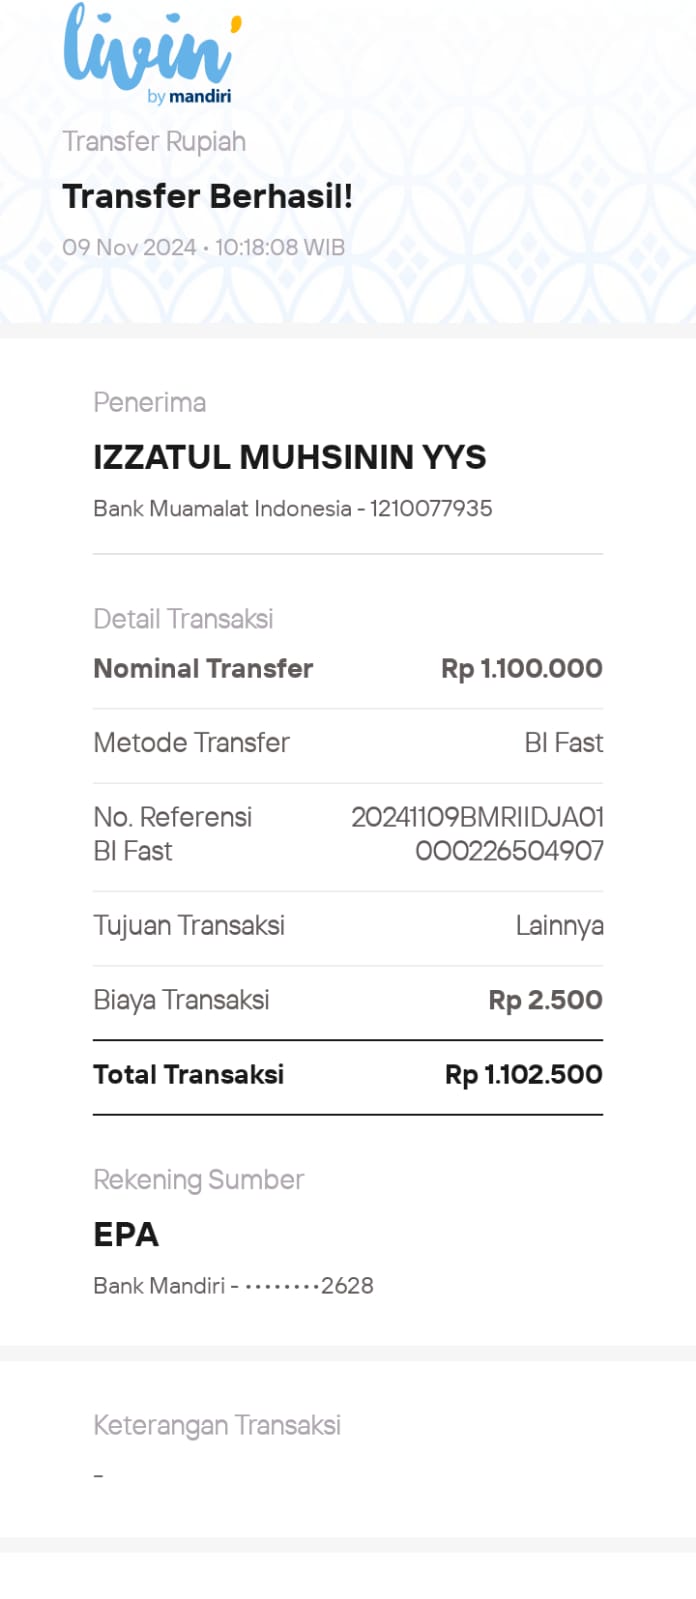 livin'
by mandiri
Transfer Rupiah
Transfer Berhasil!
09 Nov 2024 • 10:18:08 WIB
Penerima
IZZATUL MUHSININ YYS
Bank Muamalat Indonesia - 1210077935
Detail Transaksi
Nominal Transfer Rp 1.100.000
Metode Transfer BI Fast
No. Referensi 20241109BMRIIDJA01
BI Fast 000226504907
Tujuan Transaksi Lainnya
Biaya Transaksi Rp 2.500
Total Transaksi Rp 1.102.500
Rekening Sumber
EPA
Bank Mandiri - ••••••••2628
Keterangan Transaksi
-